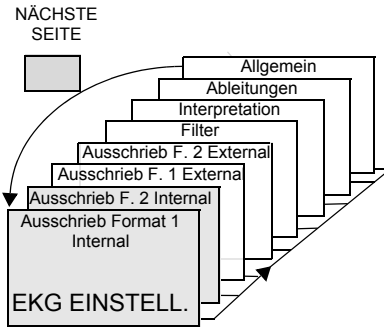 NÄCHSTE
SEITE
Allgemein
Ableitungen
Interpretation
Filter
Ausschrieb F. 2 External
Ausschrieb F. 1 External
Ausschrieb F. 2 Internal
Ausschrieb Format 1
Internal
EKG EINSTELL.